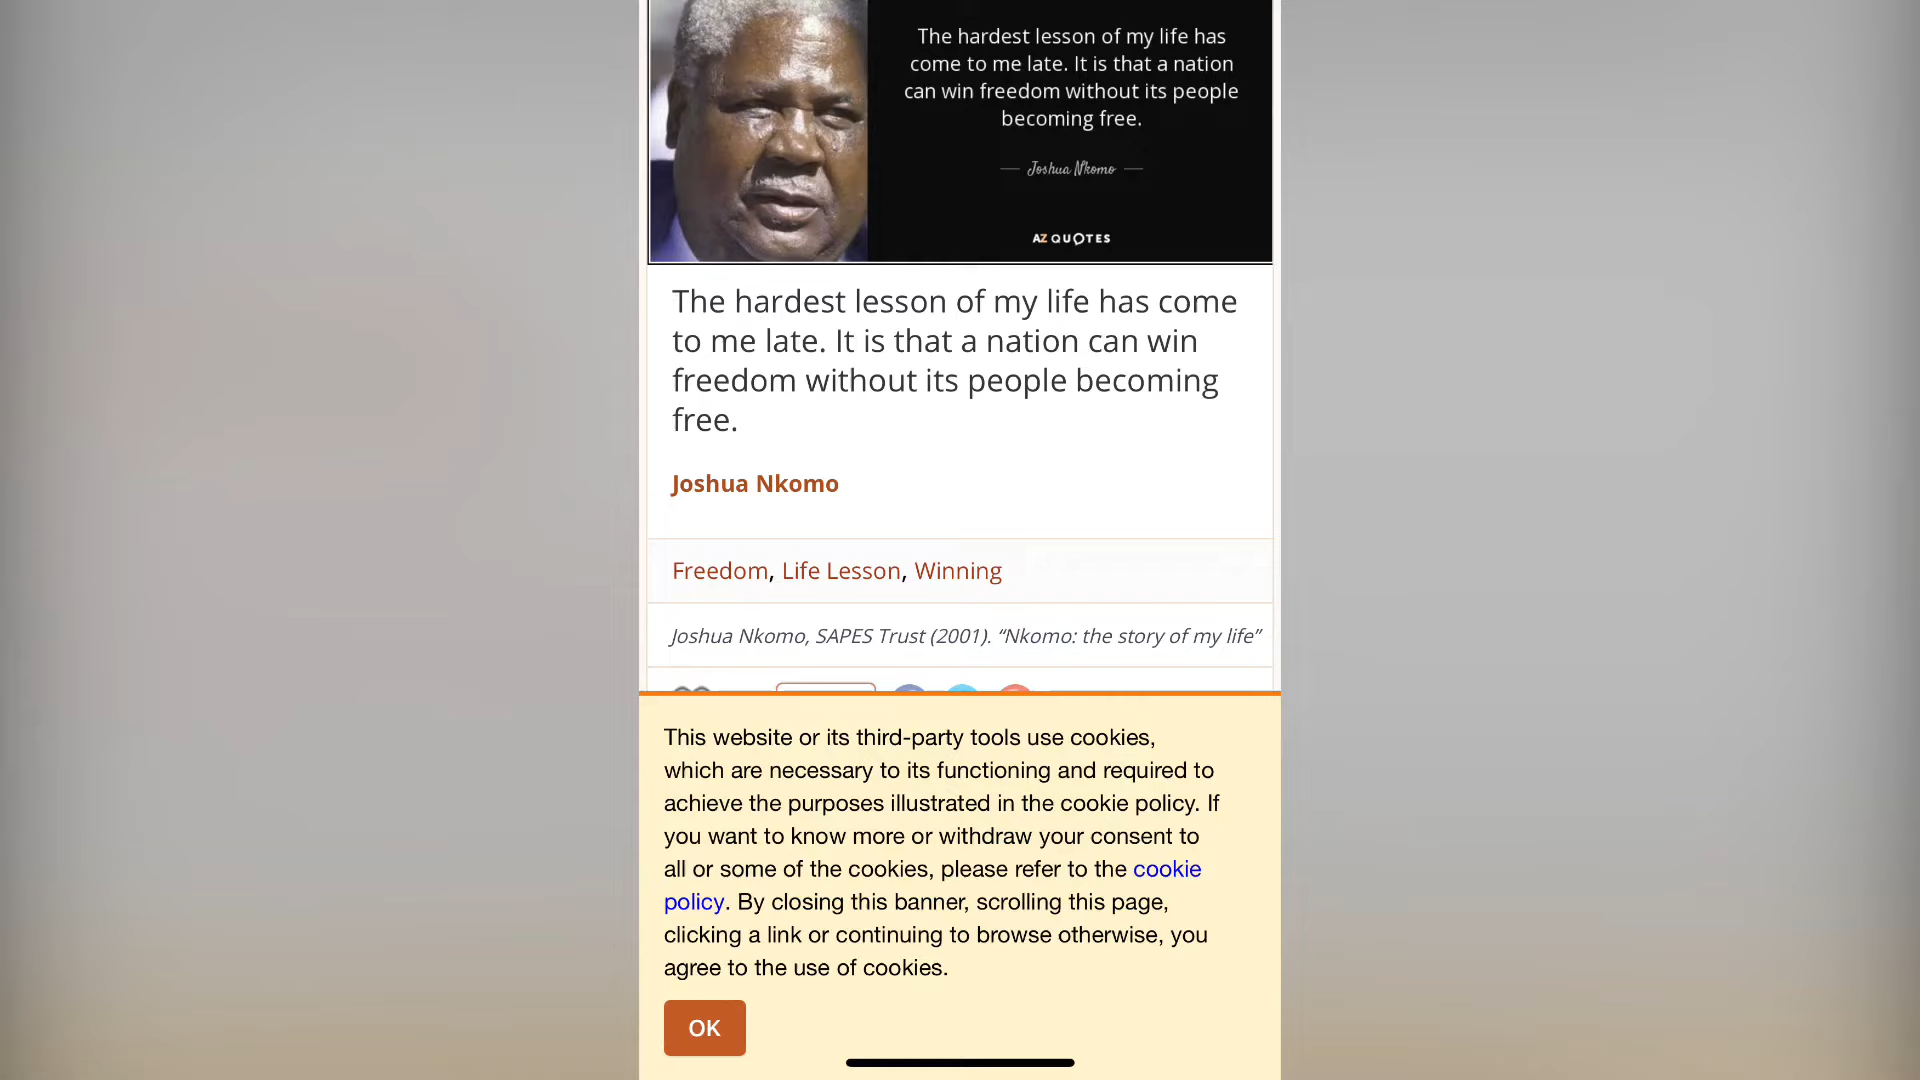 The hardest lesson of my life has
come to me late. It is that a nation
can win freedom without its people
becoming free.
Joshua Nkomo
AZ QUOTES
The hardest lesson of my life has come
to me late. It is that a nation can win
freedom without its people becoming
free.
Joshua Nkomo
Freedom, Life Lesson, Winning
Joshua Nkomo, SAPES Trust (2001). “Nkomo: the story of my life”
This website or its third-party tools use cookies,
which are necessary to its functioning and required to
achieve the purposes illustrated in the cookie policy. If
you want to know more or withdraw your consent to
all or some of the cookies, please refer to the cookie
policy. By closing this banner, scrolling this page,
clicking a link or continuing to browse otherwise, you
agree to the use of cookies.
OK